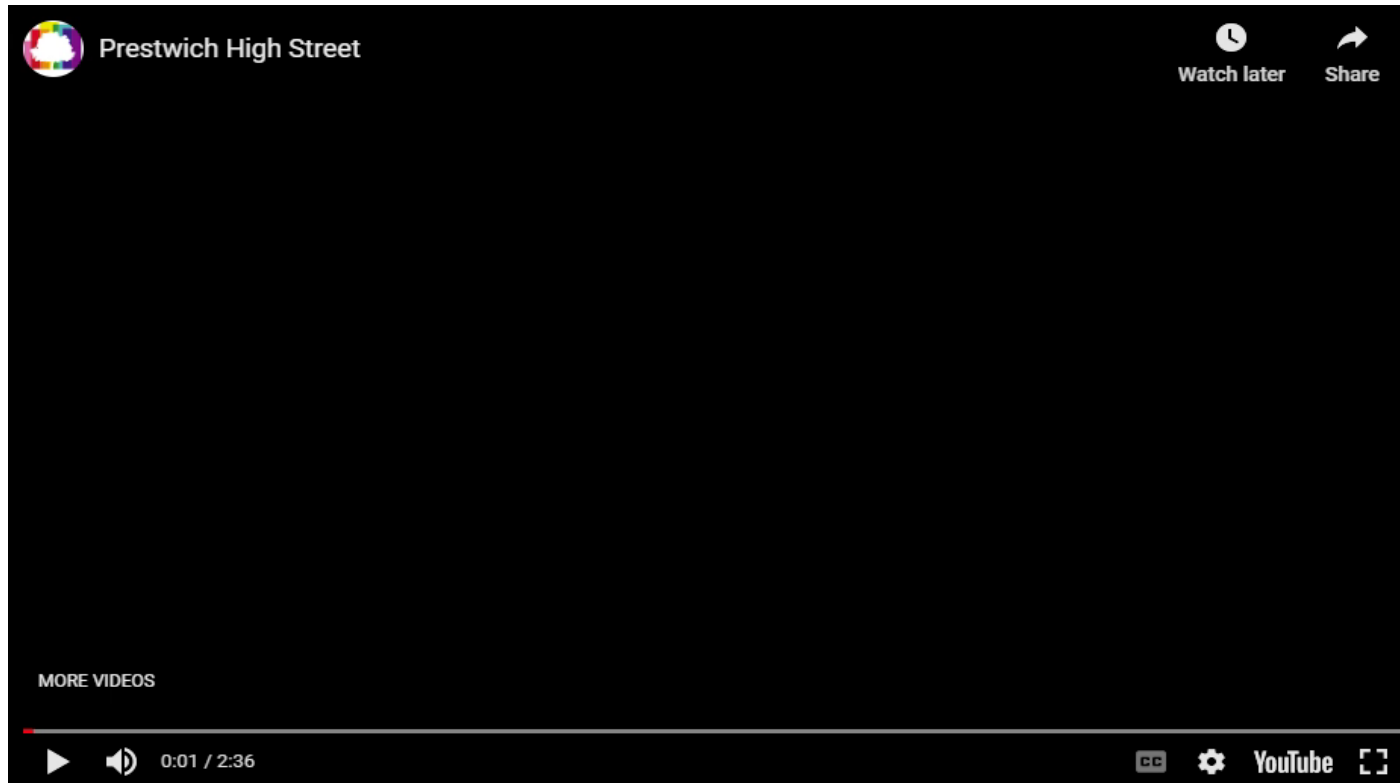 Prestwich High Street
Watch later
Share
MORE VIDEOS
0:01 / 2:36
CC
YouTube